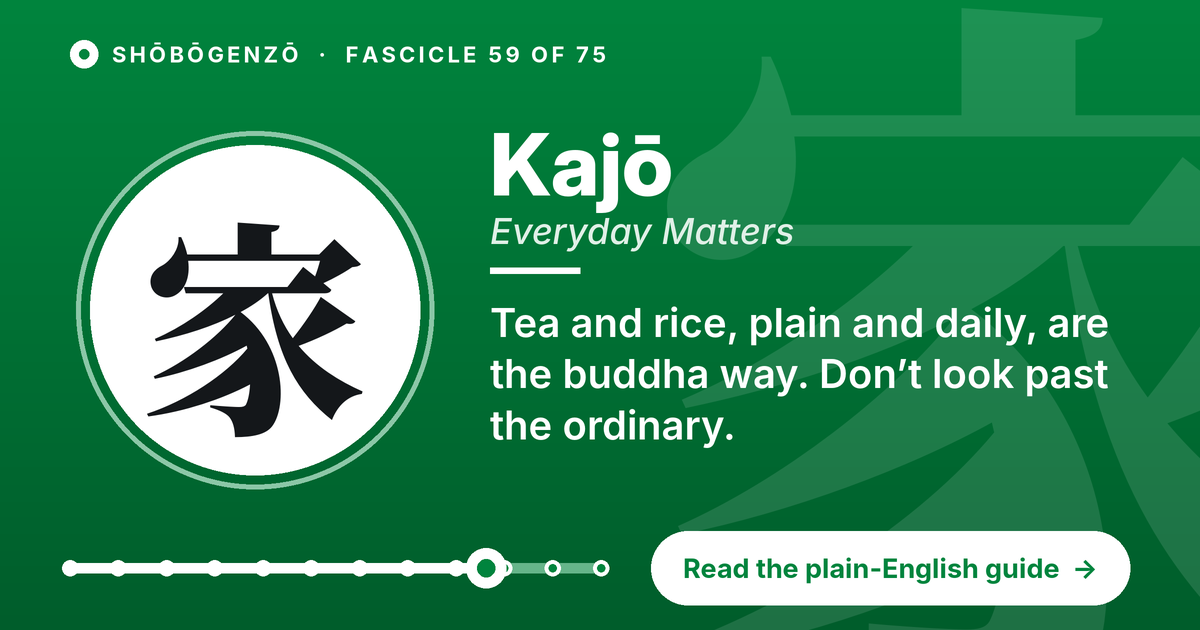 SHŌBŌGENZŌ · FASCICLE 59 OF 75
家
Kajō
Everyday Matters
Tea and rice, plain and daily, are
the buddha way. Don’t look past
the ordinary.
Read the plain-English guide →